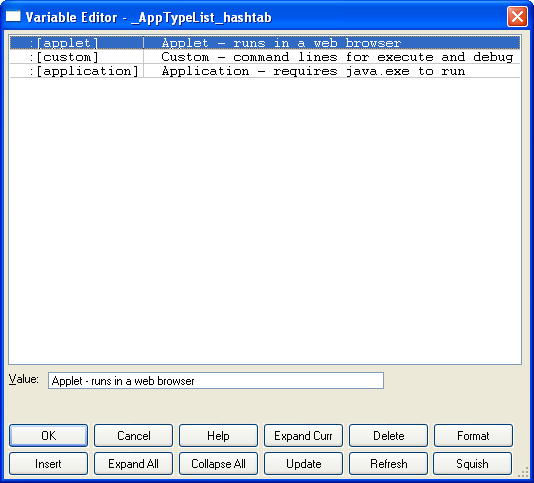 Variable Editor - _AppTypeList_hashtab
:[applet] | Applet - runs in a web browser
:[custom] | Custom - command lines for execute and debug
:[application] | Application - requires java.exe to run
Value: Applet - runs in a web browser
OK Cancel Help Expand Curr Delete Format
Insert Expand All Collapse All Update Refresh Squish